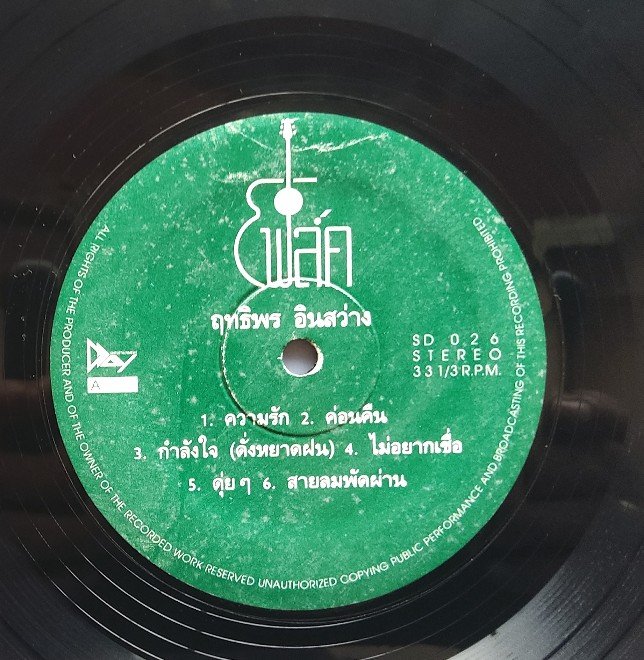 โฟล์ค
ฤทธิพร อินสว่าง
SD 026
STEREO
33 1/3 R.P.M.
A
1. ความรัก 2. ค่อนคืน
3. กำลังใจ (ดั่งหยาดฝน) 4. ไม่อยากเชื่อ
5. ดุ่ย ๆ 6. สายลมพัดผ่าน
ALL RIGHTS OF THE PRODUCER AND OF THE OWNER OF THE RECORDED WORK RESERVED UNAUTHORIZED COPYING PUBLIC PERFORMANCE AND BROADCASTING OF THIS RECORDING PROHIBITED